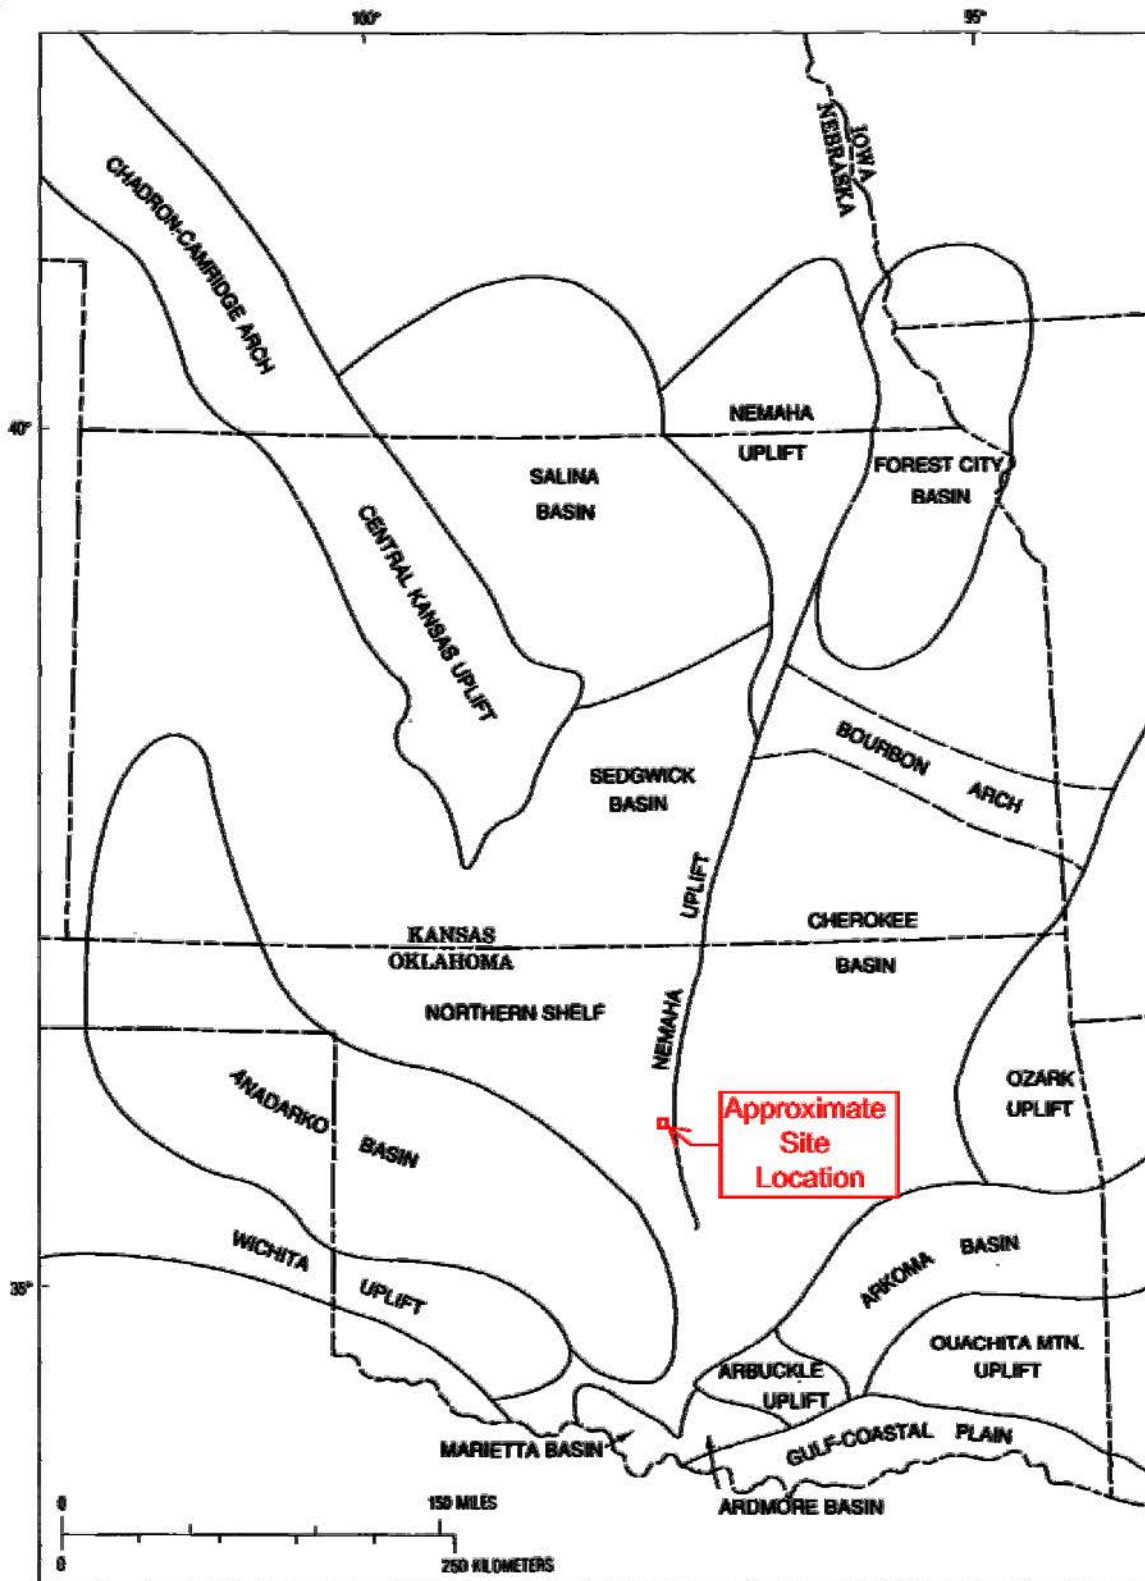 100°
95°
IOWA
NEBRASKA
CHADRON-CAMRIDGE ARCH
40°
NEMAHA
UPLIFT
SALINA
BASIN
FOREST CITY
BASIN
CENTRAL KANSAS UPLIFT
BOURBON
ARCH
SEDGWICK
BASIN
UPLIFT
NEMAHA
CHEROKEE
BASIN
KANSAS
OKLAHOMA
NORTHERN SHELF
ANADARKO
BASIN
OZARK
UPLIFT
Approximate
Site
Location
WICHITA
UPLIFT
35°
ARKOMA
BASIN
OUACHITA MTN.
UPLIFT
ARBUCKLE
UPLIFT
GULF-COASTAL PLAIN
MARIETTA BASIN
ARDMORE BASIN
0
150 MILES
0
250 KILOMETERS